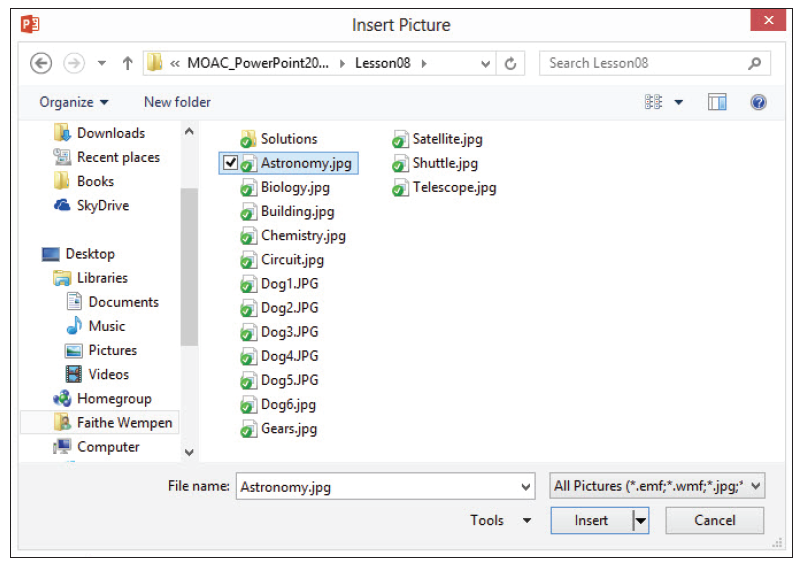 Insert Picture
« MOAC_PowerPoint20... Lesson08
Search Lesson08
Organize
New folder
Downloads
Recent places
Books
SkyDrive
Desktop
Libraries
Documents
Music
Pictures
Videos
Homegroup
Faithe Wempen
Computer
Solutions
Astronomy.jpg
Biology.jpg
Building.jpg
Chemistry.jpg
Circuit.jpg
Dog1.JPG
Dog2.JPG
Dog3.JPG
Dog4.JPG
Dog5.JPG
Dog6.jpg
Gears.jpg
Satellite.jpg
Shuttle.jpg
Telescope.jpg
File name: Astronomy.jpg
All Pictures (*.emf;*.wmf;*.jpg;*
Tools
Insert
Cancel